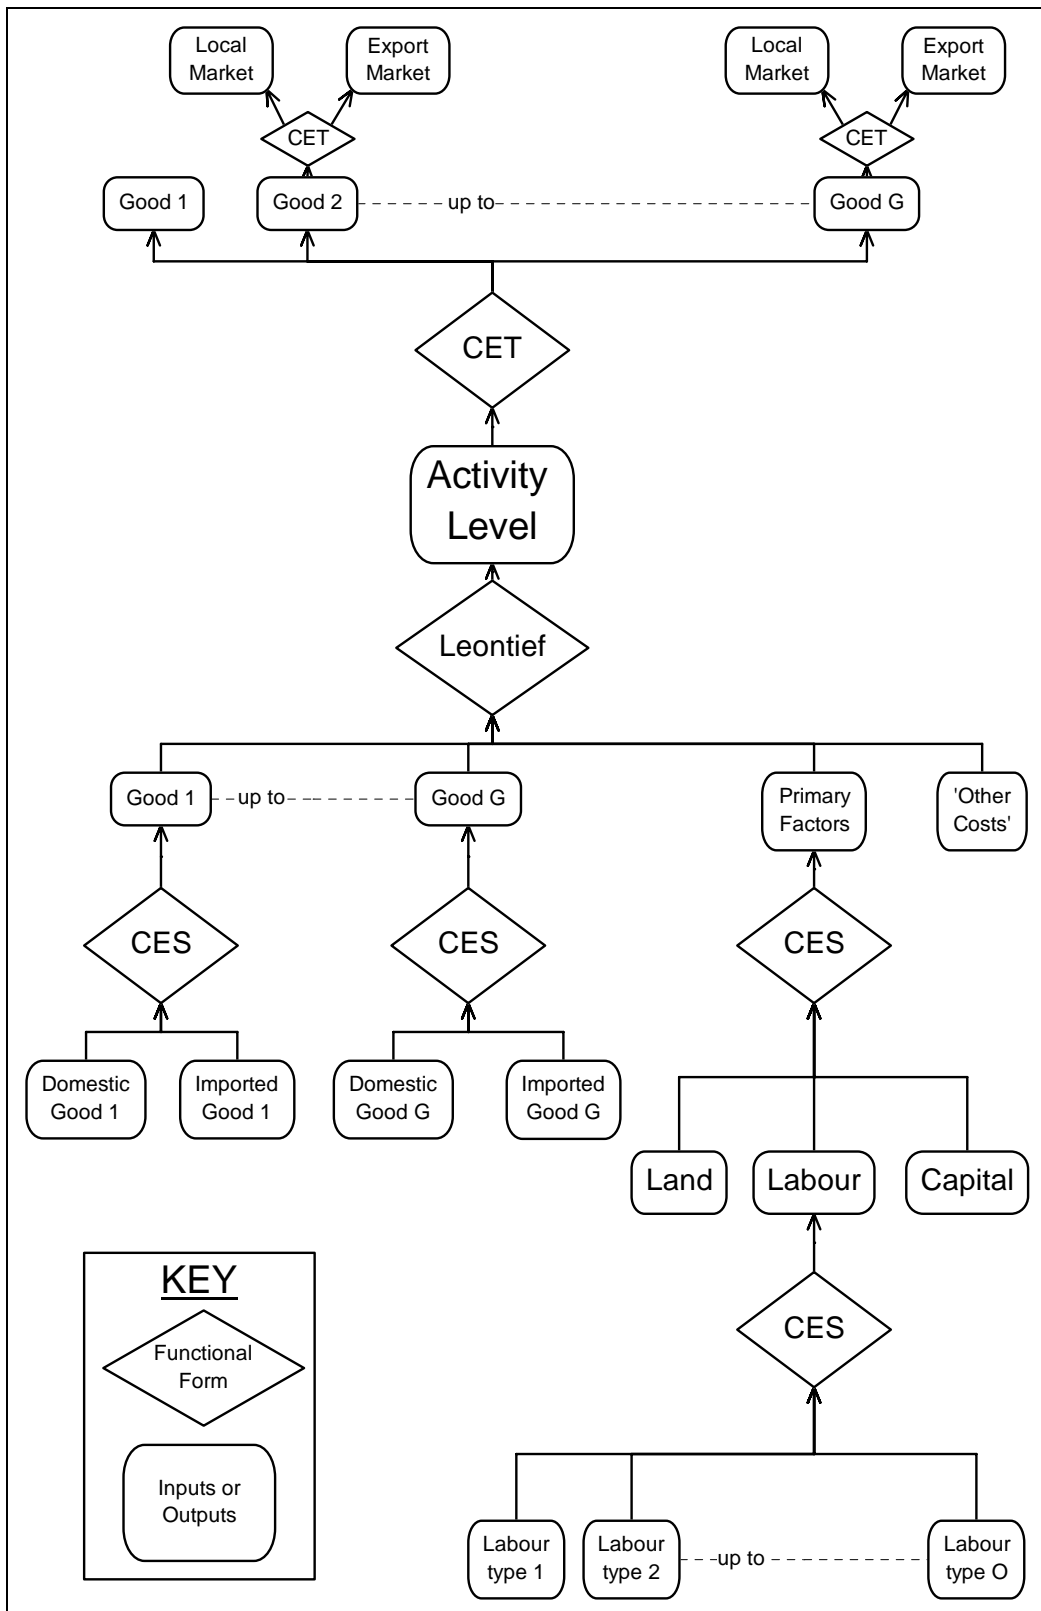 Local
Market
Export
Market
Local
Market
Export
Market
CET
CET
Good 1
Good 2
up to
Good G
CET
Activity
Level
Leontief
Good 1
up to
Good G
Primary
Factors
'Other
Costs'
CES
CES
CES
Domestic
Good 1
Imported
Good 1
Domestic
Good G
Imported
Good G
Land
Labour
Capital
KEY
Functional
Form
Inputs or
Outputs
CES
Labour
type 1
Labour
type 2
up to
Labour
type O